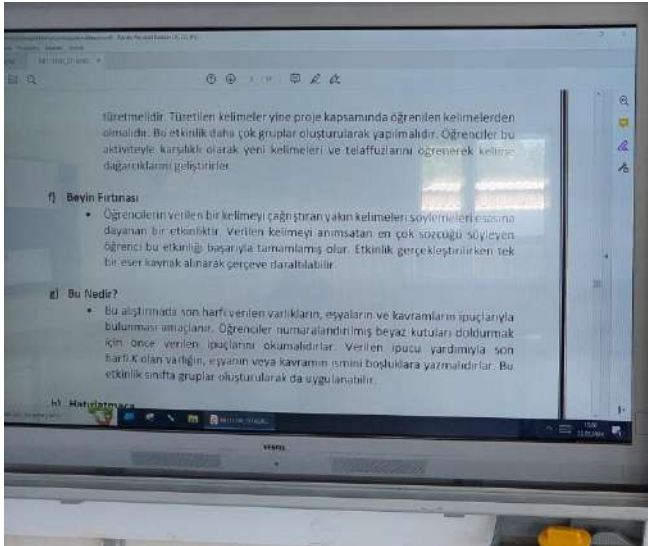 türetmelidir. Türetilen kelimeler yine proje kapsamında öğrenilen kelimelerden
olmalıdır. Bu etkinlik daha çok gruplar oluşturularak yapılmalıdır. Öğrenciler bu
aktiviteyle karşılıklı olarak yeni kelimeleri ve telaffuzlarını öğrenerek kelime
dağarcıklarını geliştirirler.
f) Beyin Fırtınası
• Öğrencilerin verilen bir kelimeyi çağrıştıran yakın kelimeleri söylemeleri esasına
dayanan bir etkinliktir. Verilen kelimeyi anımsatan en çok sözcüğü söyleyen
öğrenci bu etkinliği başarıyla tamamlamış olur. Etkinlik gerçekleştirilirken tek
bir eser kaynak alınarak çerçeve daraltılabilir.
g) Bu Nedir?
• Bu alıştırmada son harfi verilen varlıkların, eşyaların ve kavramların ipuçlarıyla
bulunması amaçlanır. Öğrenciler numaralandırılmış beyaz kutuları doldurmak
için önce verilen ipuçlarını okumalıdırlar. Verilen ipucu yardımıyla son
harfi K olan varlığın, eşyanın veya kavramın ismini boşluklara yazmalıdırlar. Bu
etkinlik sınıfta gruplar oluşturularak da uygulanabilir.
h) Hatırlatmaca
VESTEL